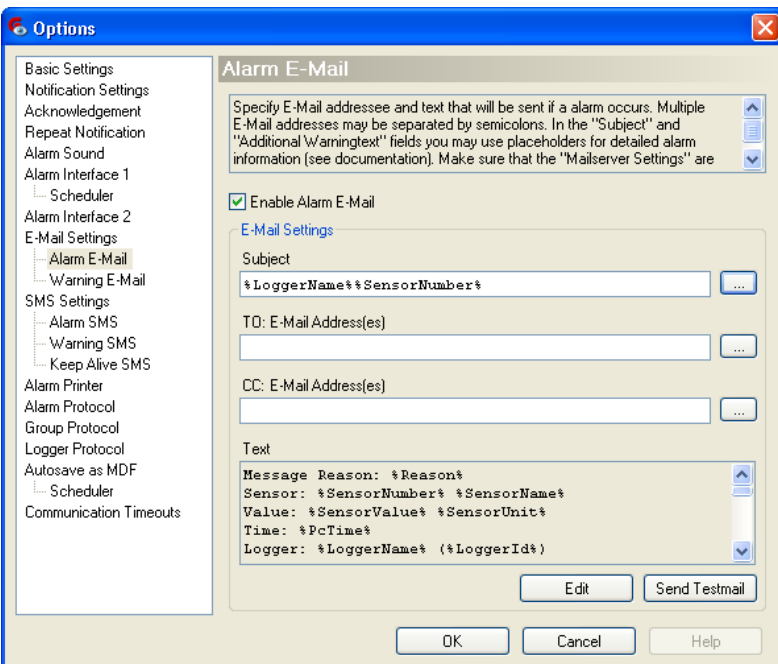 Options
Basic Settings
Notification Settings
Acknowledgement
Repeat Notification
Alarm Sound
Alarm Interface 1
Scheduler
Alarm Interface 2
E-Mail Settings
Alarm E-Mail
Warning E-Mail
SMS Settings
Alarm SMS
Warning SMS
Keep Alive SMS
Alarm Printer
Alarm Protocol
Group Protocol
Logger Protocol
Autosave as MDF
Scheduler
Communication Timeouts
Alarm E-Mail
Specify E-Mail addressee and text that will be sent if a alarm occurs. Multiple
E-Mail addresses may be separated by semicolons. In the "Subject" and
"Additional Warningtext" fields you may use placeholders for detailed alarm
information (see documentation). Make sure that the "Mailserver Settings" are
Enable Alarm E-Mail
E-Mail Settings
Subject
%LoggerName%%SensorNumber%
...
TO: E-Mail Address(es)
...
CC: E-Mail Address(es)
...
Text
Message Reason: %Reason%
Sensor: %SensorNumber% %SensorName%
Value: %SensorValue% %SensorUnit%
Time: %PcTime%
Logger: %LoggerName% (%LoggerId%)
Edit
Send Testmail
OK
Cancel
Help